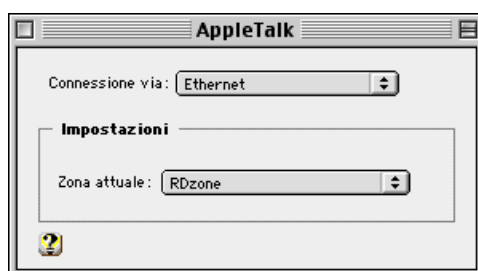 AppleTalk
Connessione via: Ethernet
Impostazioni
Zona attuale: RDzone
?